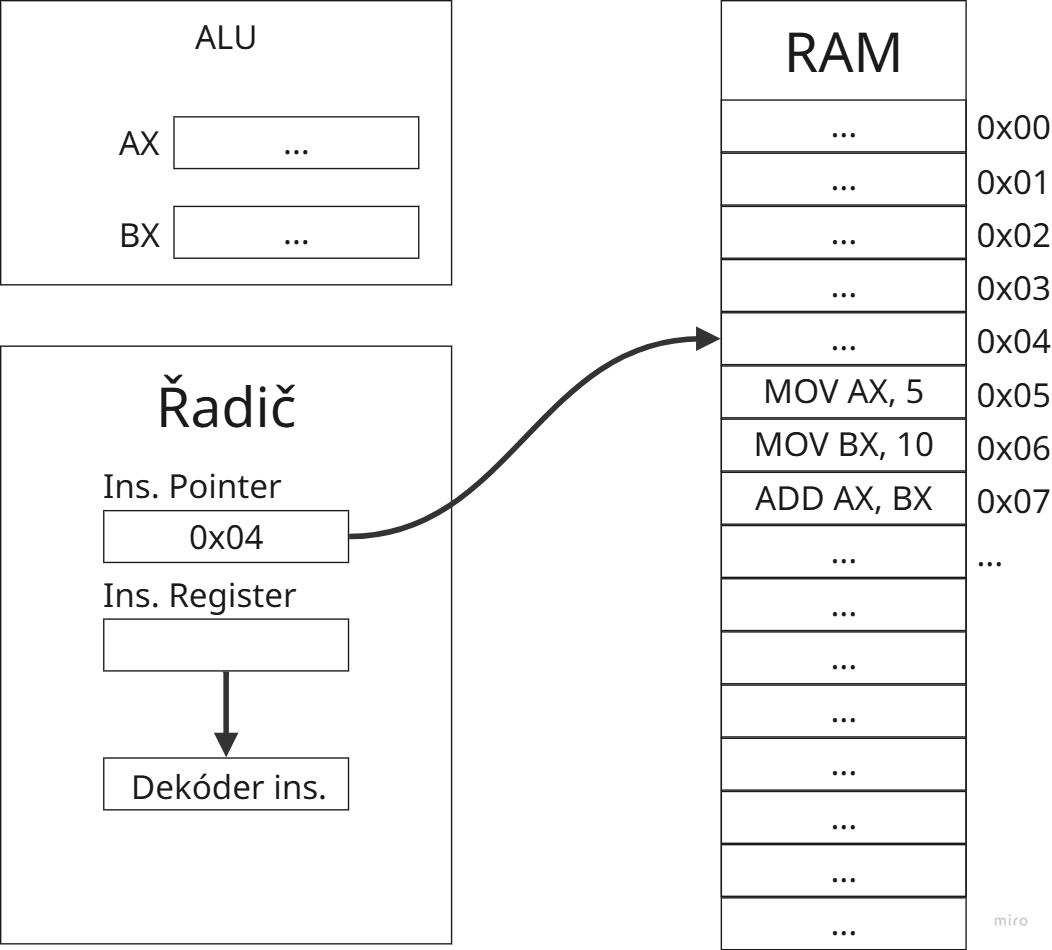 ALU
AX ...
BX ...
Řadič
Ins. Pointer
0x04
Ins. Register
Dekóder ins.
RAM
... 0x00
... 0x01
... 0x02
... 0x03
... 0x04
MOV AX, 5 0x05
MOV BX, 10 0x06
ADD AX, BX 0x07
... ...
...
...
...
...
...
...
...
miro